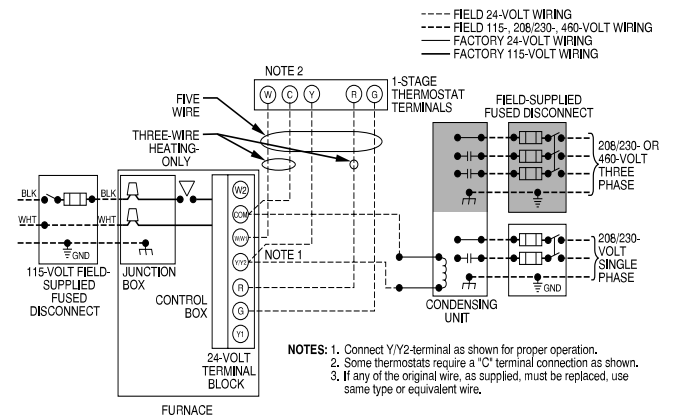 FIELD 24-VOLT WIRING
FIELD 115-, 208/230-, 460-VOLT WIRING
FACTORY 24-VOLT WIRING
FACTORY 115-VOLT WIRING
NOTE 2
W C Y R G
1-STAGE
THERMOSTAT
TERMINALS
FIVE
WIRE
THREE-WIRE
HEATING-
ONLY
FIELD-SUPPLIED
FUSED DISCONNECT
208/230- OR
460-VOLT
THREE
PHASE
BLK
BLK
WHT
WHT
GND
W2
COM
W/W1
Y/Y2
R
G
Y1
NOTE 1
208/230-
VOLT
SINGLE
PHASE
GND
115-VOLT FIELD-
SUPPLIED
FUSED
DISCONNECT
JUNCTION
BOX
CONTROL
BOX
24-VOLT
TERMINAL
BLOCK
FURNACE
CONDENSING
UNIT
NOTES: 1. Connect Y/Y2-terminal as shown for proper operation.
2. Some thermostats require a "C" terminal connection as shown.
3. If any of the original wire, as supplied, must be replaced, use
same type or equivalent wire.